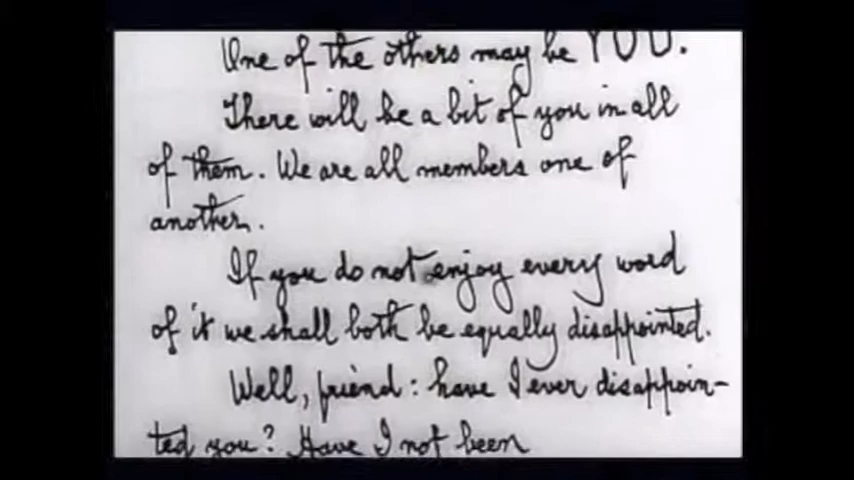 One of the others may be YOU.
There will be a bit of you in all
of them. We are all members one of
another.
If you do not enjoy every word
of it we shall both be equally disappointed.
Well, friend: have I ever disappoin-
ted you? Have I not been